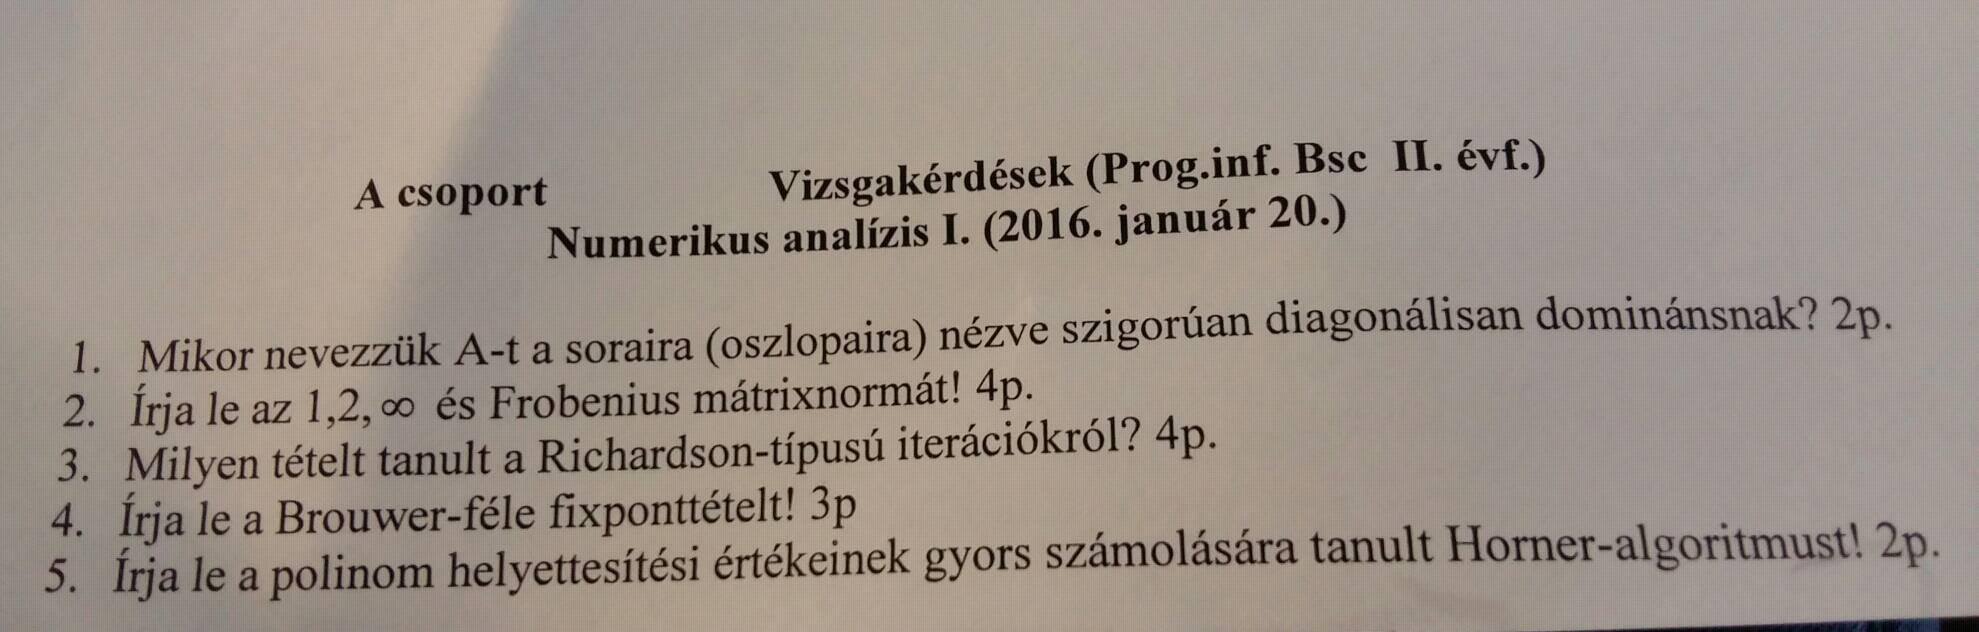 A csoport Vizsgakérdések (Prog.inf. Bsc II. évf.)
Numerikus analízis I. (2016. január 20.)
1. Mikor nevezzük A-t a soraira (oszlopaira) nézve szigorúan diagonálisan dominánsnak? 2p.
2. Írja le az 1,2, ∞ és Frobenius mátrixnormát! 4p.
3. Milyen tételt tanult a Richardson-típusú iterációkról? 4p.
4. Írja le a Brouwer-féle fixponttételt! 3p
5. Írja le a polinom helyettesítési értékeinek gyors számolására tanult Horner-algoritmust! 2p.